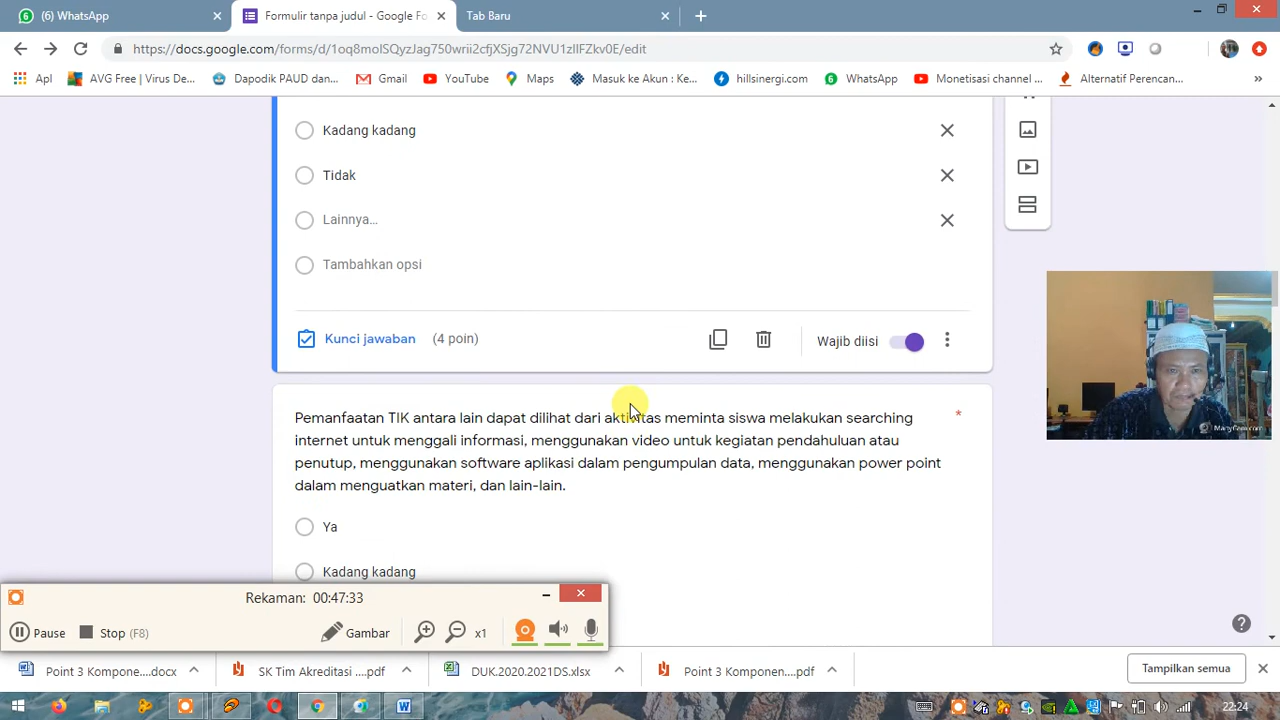 (6) WhatsApp
Formulir tanpa judul - Google Fo
Tab Baru
https://docs.google.com/forms/d/1oq8molSQyzJag750wrii2cfjXSjg72NVU1zIlFZkv0E/edit
Apl
AVG Free | Virus De...
Dapodik PAUD dan...
Gmail
YouTube
Maps
Masuk ke Akun : Ke...
hillsinergi.com
WhatsApp
Monetisasi channel ...
Alternatif Perencan...
»
Kadang kadang
Tidak
Lainnya...
Tambahkan opsi
Kunci jawaban (4 poin)
Wajib diisi
Pemanfaatan TIK antara lain dapat dilihat dari aktivitas meminta siswa melakukan searching *
internet untuk menggali informasi, menggunakan video untuk kegiatan pendahuluan atau
penutup, menggunakan software aplikasi dalam pengumpulan data, menggunakan power point
dalam menguatkan materi, dan lain-lain.
Ya
Kadang kadang
ManyCam.com
Rekaman: 00:47:33
Pause
Stop (F8)
Gambar
x1
Point 3 Kompone....docx
SK Tim Akreditasi ....pdf
DUK.2020.2021DS.xlsx
Point 3 Komponen....pdf
Tampilkan semua
22:24